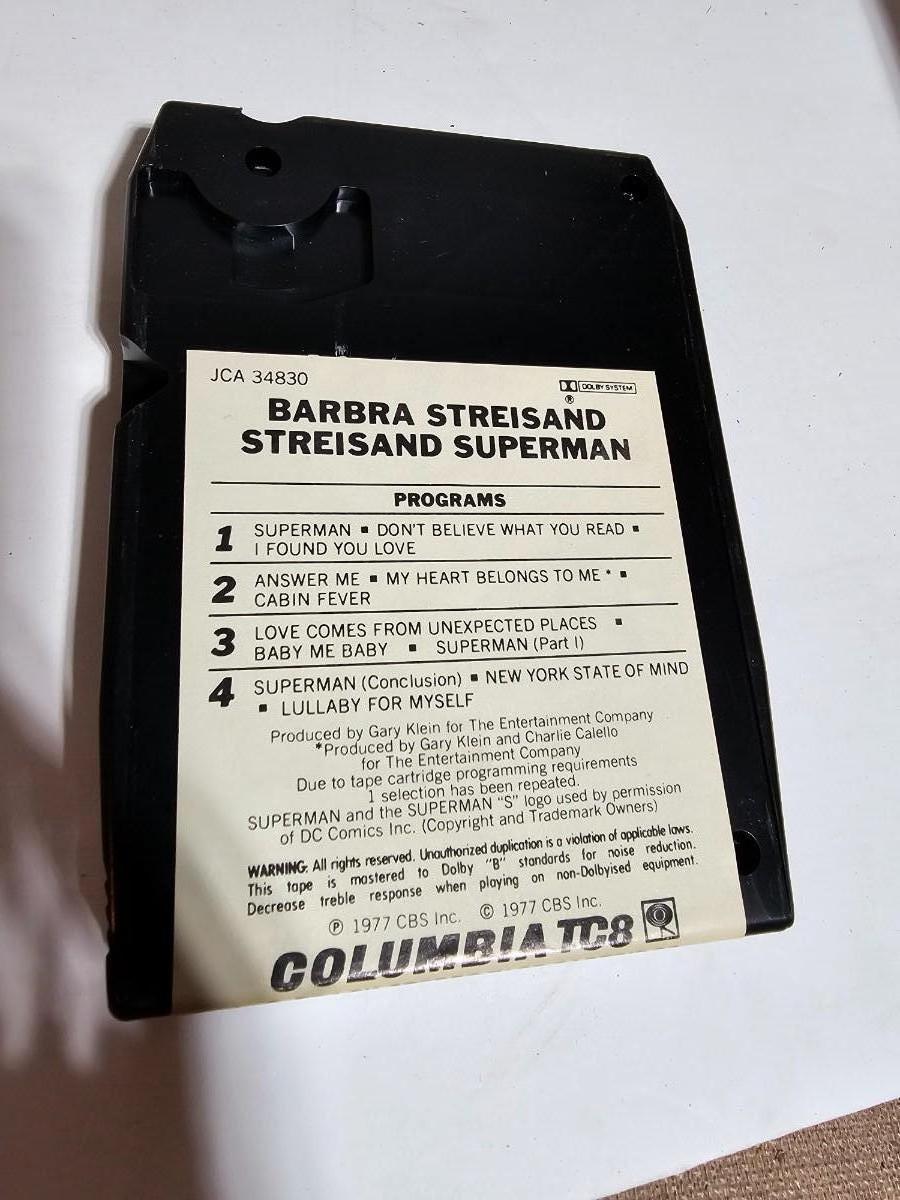 JCA 34830
DOLBY SYSTEM
®
BARBRA STREISAND
STREISAND SUPERMAN
PROGRAMS
1 SUPERMAN ▪ DON'T BELIEVE WHAT YOU READ ▪
I FOUND YOU LOVE
2 ANSWER ME ▪ MY HEART BELONGS TO ME * ▪
CABIN FEVER
3 LOVE COMES FROM UNEXPECTED PLACES ▪
BABY ME BABY ▪ SUPERMAN (Part I)
4 SUPERMAN (Conclusion) ▪ NEW YORK STATE OF MIND
▪ LULLABY FOR MYSELF
Produced by Gary Klein for The Entertainment Company
*Produced by Gary Klein and Charlie Calello
for The Entertainment Company
Due to tape cartridge programming requirements
1 selection has been repeated.
SUPERMAN and the SUPERMAN "S" logo used by permission
of DC Comics Inc. (Copyright and Trademark Owners)
WARNING: All rights reserved. Unauthorized duplication is a violation of applicable laws.
This tape is mastered to Dolby "B" standards for noise reduction.
Decrease treble response when playing on non-Dolbyised equipment.
℗ 1977 CBS Inc. © 1977 CBS Inc.
COLUMBIA TC8